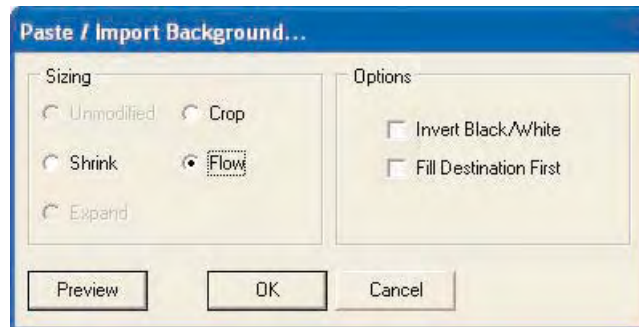 Paste / Import Background...
Sizing
Unmodified
Crop
Shrink
Flow
Expand
Options
Invert Black/White
Fill Destination First
Preview
OK
Cancel